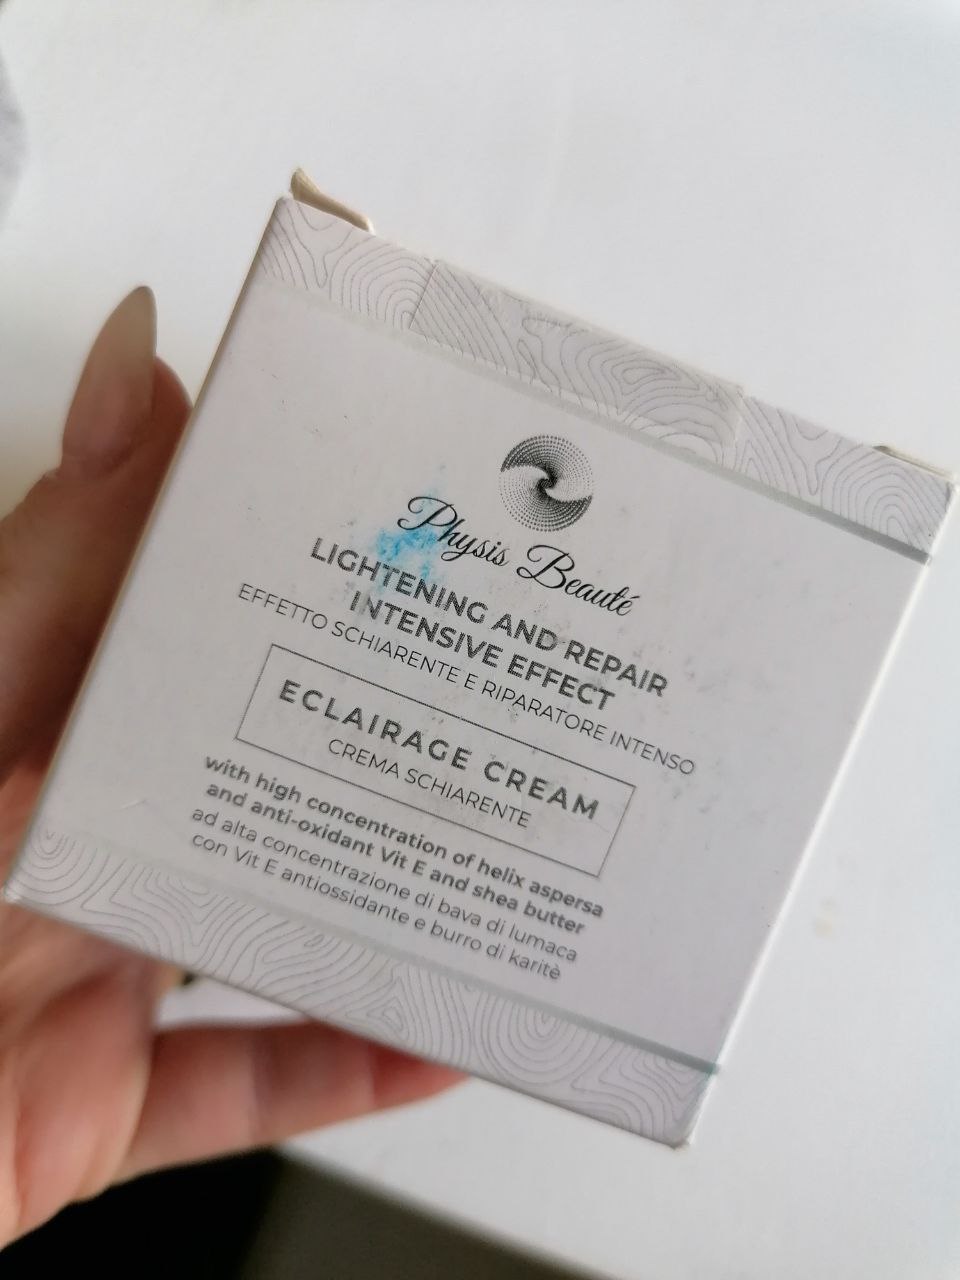 Physis Beauté
LIGHTENING AND REPAIR
INTENSIVE EFFECT
EFFETTO SCHIARENTE E RIPARATORE INTENSO
ECLAIRAGE CREAM
CREMA SCHIARENTE
with high concentration of helix aspersa
and anti-oxidant Vit E and shea butter
ad alta concentrazione di bava di lumaca
con Vit E antiossidante e burro di karitè